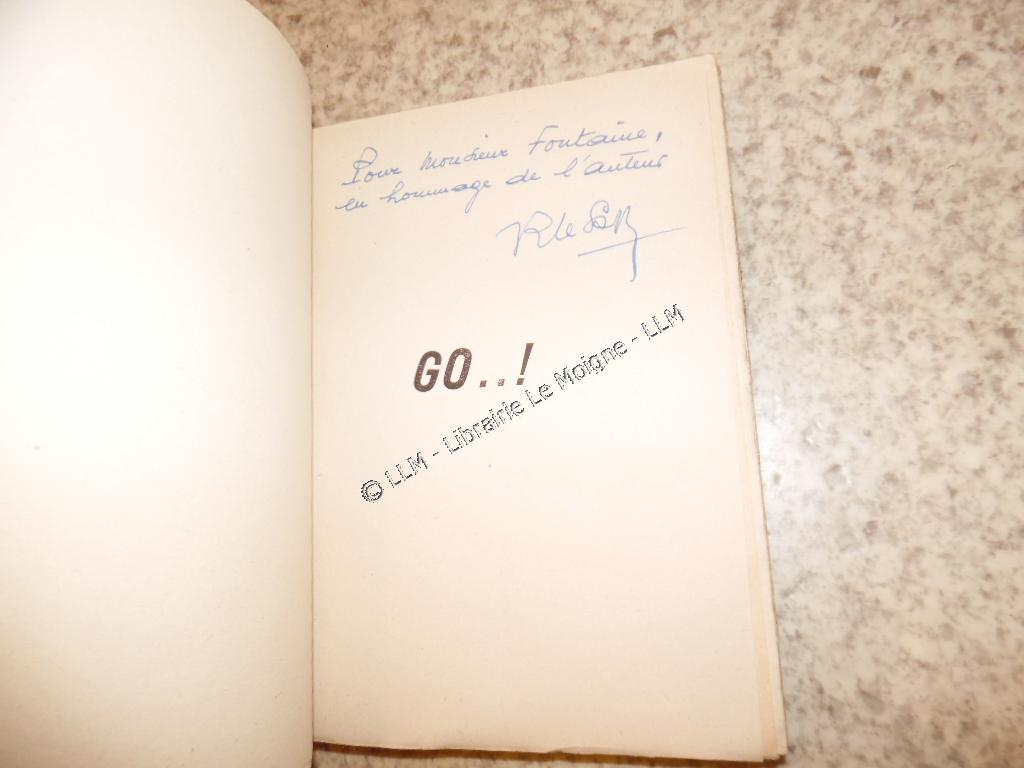 Pour Monsieur Fontaine,
en hommage de l'auteur
GO..!
© LLM - Librairie Le Moigne - LLM